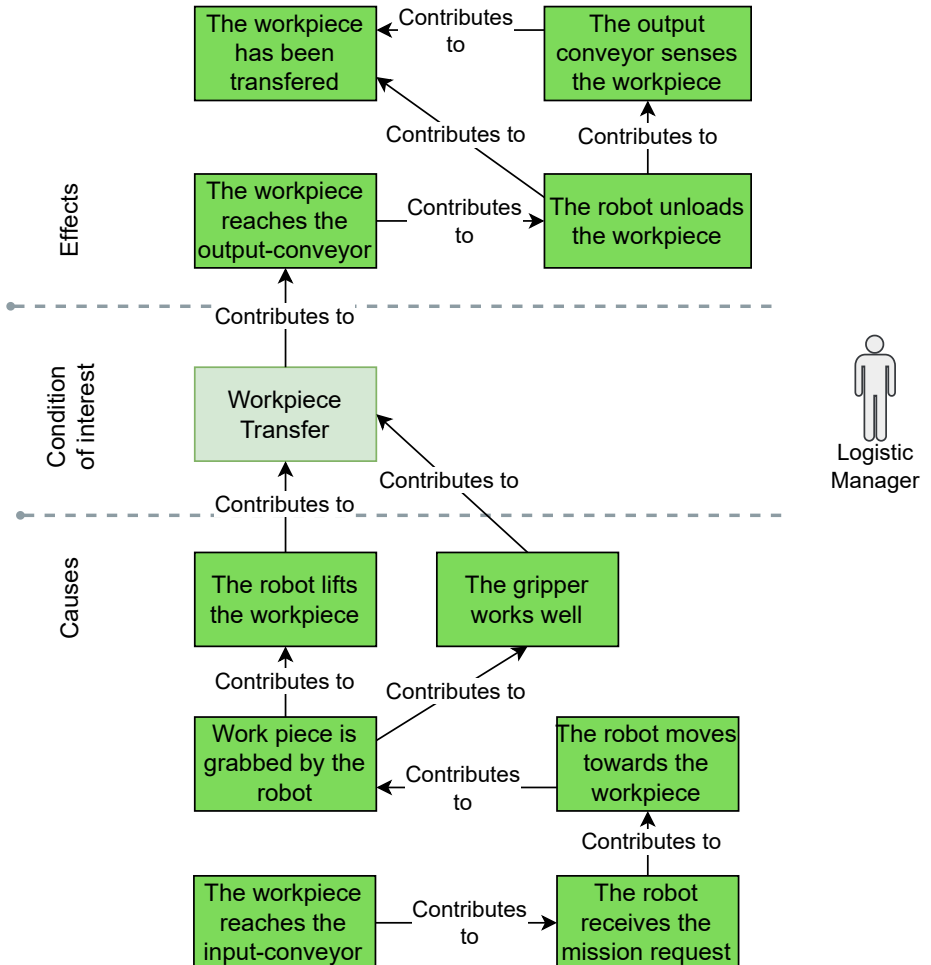 The workpiece
has been
transfered
Contributes
to
The output
conveyor senses
the workpiece
Contributes to
Contributes to
Effects
The workpiece
reaches the
output-conveyor
Contributes
to
The robot unloads
the workpiece
Contributes to
Condition
of interest
Workpiece
Transfer
Logistic
Manager
Contributes to
Contributes to
Causes
The robot lifts
the workpiece
The gripper
works well
Contributes to
Contributes to
Work piece is
grabbed by the
robot
Contributes
to
The robot moves
towards the
workpiece
Contributes to
The workpiece
reaches the
input-conveyor
Contributes
to
The robot
receives the
mission request